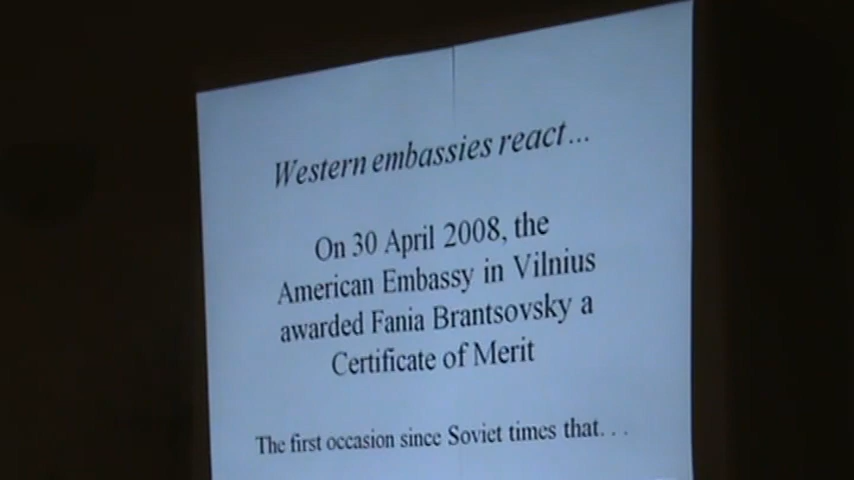 Western embassies react...
On 30 April 2008, the
American Embassy in Vilnius
awarded Fania Brantsovsky a
Certificate of Merit
The first occasion since Soviet times that. . .